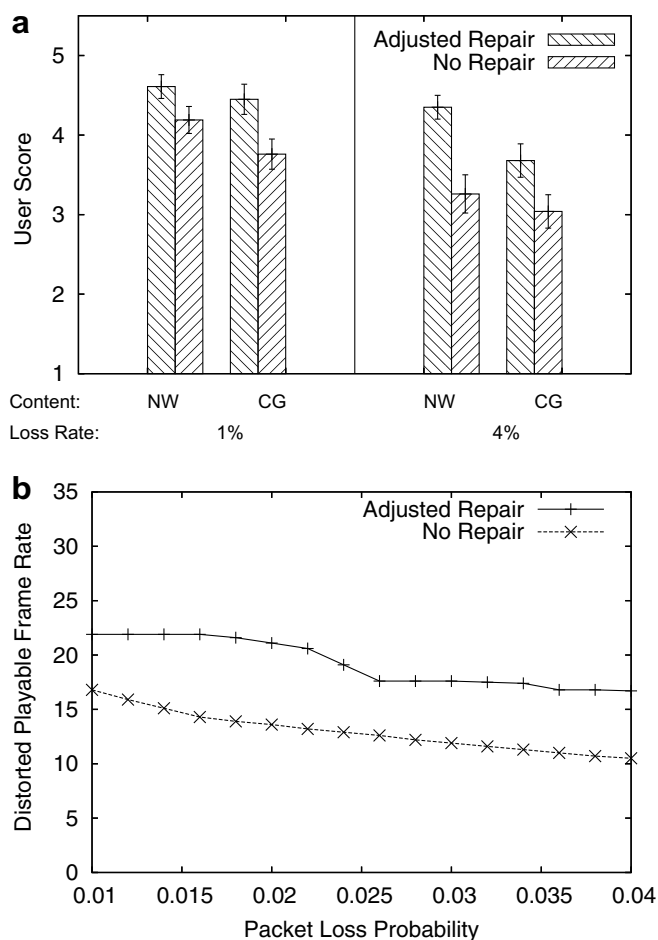 a
5
4
3
2
1
User Score
Adjusted Repair
No Repair
Content: NW CG NW CG
Loss Rate: 1% 4%
b
35
30
25
20
15
10
5
0
Distorted Playable Frame Rate
Adjusted Repair
No Repair
0.01 0.015 0.02 0.025 0.03 0.035 0.04
Packet Loss Probability